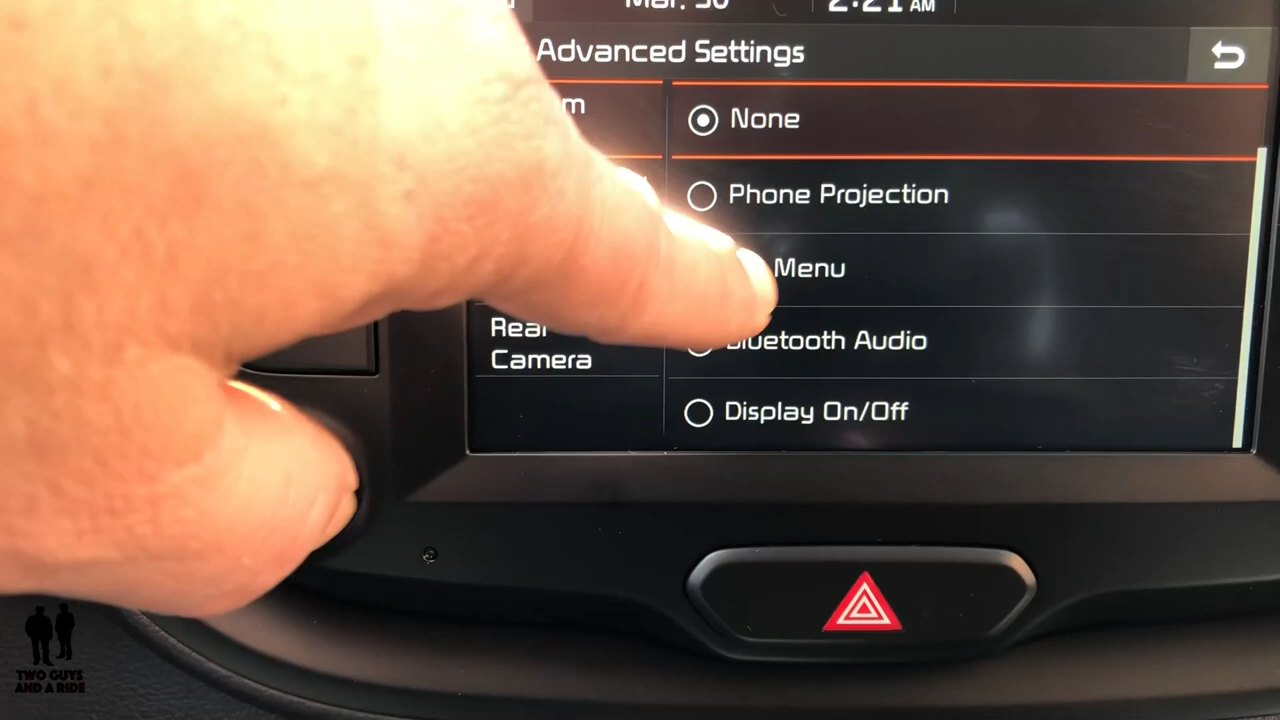 Mar. 30
2:21 AM
Advanced Settings
None
Phone Projection
Menu
Rear
Camera
Bluetooth Audio
Display On/Off
TWO GUYS
AND A RIDE